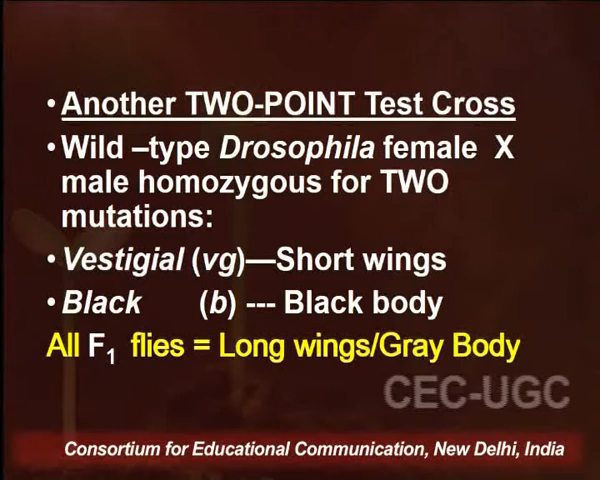 • Another TWO-POINT Test Cross
• Wild –type Drosophila female X
male homozygous for TWO
mutations:
• Vestigial (vg)—Short wings
• Black (b) --- Black body
All F1 flies = Long wings/Gray Body
CEC-UGC
Consortium for Educational Communication, New Delhi, India